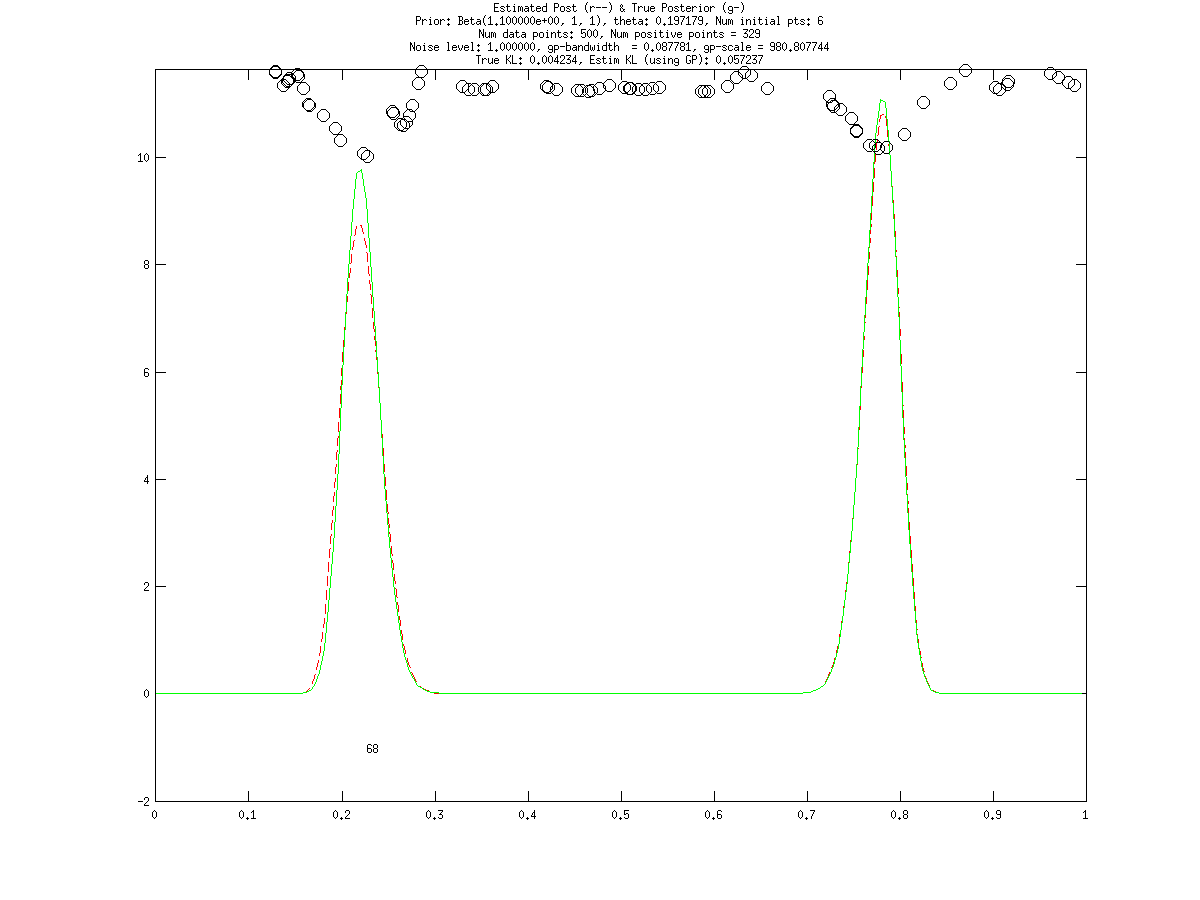 Estimated Post (r--) & True Posterior (g-)
Prior: Beta(1.100000e+00, 1, 1), theta: 0.197179, Num initial pts: 6
Num data points: 500, Num positive points = 329
Noise level: 1.000000, gp-bandwidth  = 0.087781, gp-scale = 980.807744
True KL: 0.004234, Estim KL (using GP): 0.057237
10
8
6
4
2
0
68
-2
0 0.1 0.2 0.3 0.4 0.5 0.6 0.7 0.8 0.9 1